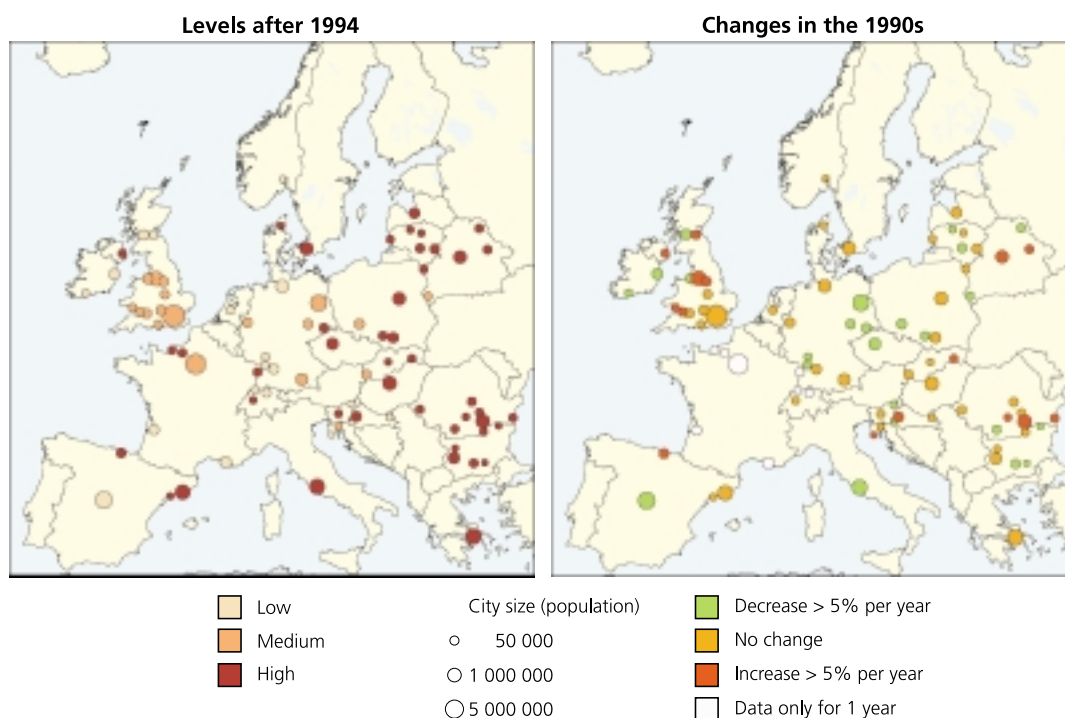 Levels after 1994
Changes in the 1990s
Low
Medium
High
City size (population)
50 000
1 000 000
5 000 000
Decrease > 5% per year
No change
Increase > 5% per year
Data only for 1 year